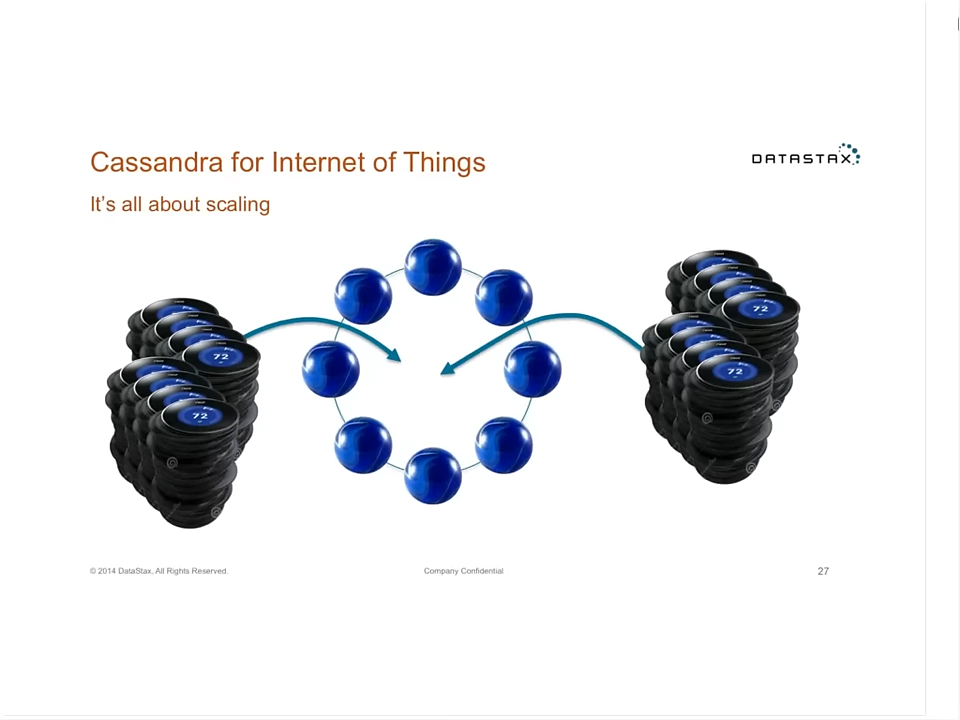 Cassandra for Internet of Things
DATASTAX
It's all about scaling
72
72
72
72
© 2014 DataStax, All Rights Reserved.
Company Confidential
27